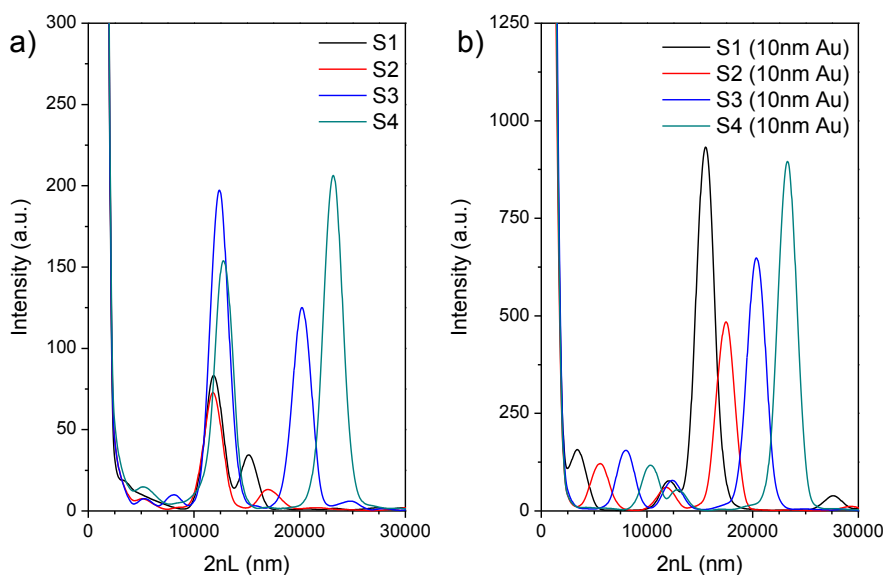 a)
S1
S2
S3
S4
300
250
200
150
100
50
0
Intensity (a.u.)
0 10000 20000 30000
2nL (nm)
b)
S1 (10nm Au)
S2 (10nm Au)
S3 (10nm Au)
S4 (10nm Au)
1250
1000
750
500
250
0
Intensity (a.u.)
0 10000 20000 30000
2nL (nm)